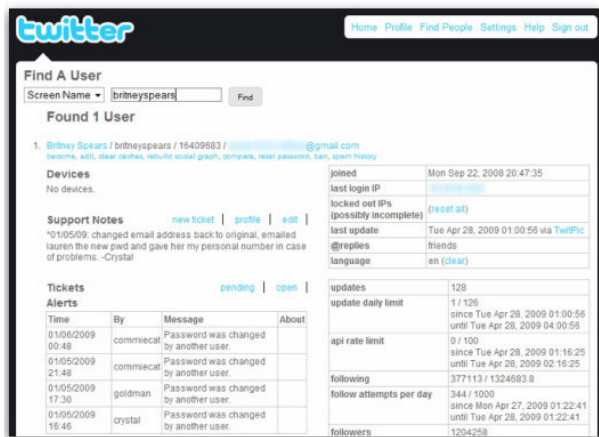 twitter
Home Profile Find People Settings Help Sign out
Find A User
Screen Name britneyspears Find
Found 1 User
1. Britney Spears / britneyspears / 16409683 / @gmail.com
become, edit, clear caches, rebuild social graph, compare, reset password, ban, spam history
Devices
No devices.
Support Notes new ticket | profile | edit |
*01/05/09: changed email address back to original, emailed
lauren the new pwd and gave her my personal number in case
of problems. -Crystal
Tickets pending | open |
Alerts
Time By Message About
01/06/2009 commiecat Password was changed
00:48 by another user.
01/05/2009 commiecat Password was changed
21:48 by another user.
01/05/2009 goldman Password was changed
17:30 by another user.
01/05/2009 crystal Password was changed
16:46 by another user.
joined Mon Sep 22, 2008 20:47:35
last login IP
locked out IPs
(possibly incomplete) (reset all)
last update Tue Apr 28, 2009 01:00:56 via TwitPic
@replies friends
language en (clear)
updates 128
update daily limit 1 / 126
since Tue Apr 28, 2009 01:00:56
until Tue Apr 28, 2009 04:00:56
api rate limit 0 / 100
since Tue Apr 28, 2009 01:16:25
until Tue Apr 28, 2009 02:16:25
following 377113 / 1324683.8
follow attempts per day 344 / 1000
since Mon Apr 27, 2009 01:22:41
until Tue Apr 28, 2009 01:22:41
followers 1204258